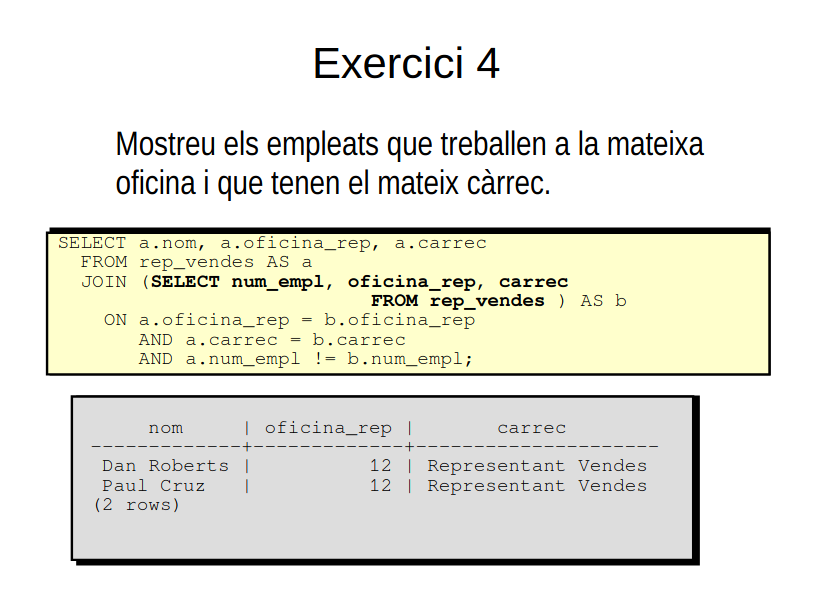 Exercici 4
Mostreu els empleats que treballen a la mateixa
oficina i que tenen el mateix càrrec.
SELECT a.nom, a.oficina_rep, a.carrec
  FROM rep_vendes AS a
  JOIN (SELECT num_empl, oficina_rep, carrec
                           FROM rep_vendes ) AS b
    ON a.oficina_rep = b.oficina_rep
       AND a.carrec = b.carrec
       AND a.num_empl != b.num_empl;
     nom     | oficina_rep |       carrec
-------------+-------------+---------------------
 Dan Roberts |          12 | Representant Vendes
 Paul Cruz   |          12 | Representant Vendes
(2 rows)